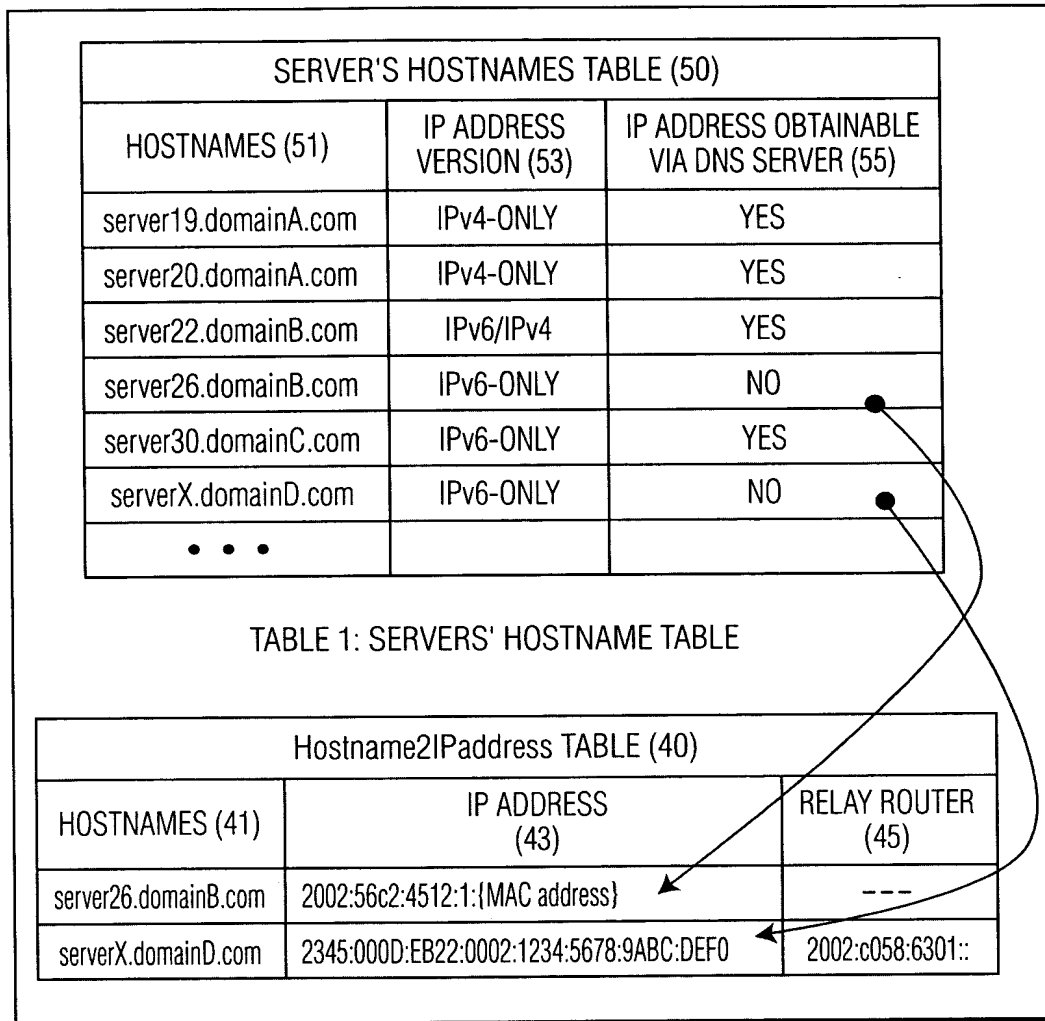 SERVER'S HOSTNAMES TABLE (50)
HOSTNAMES (51)
IP ADDRESS
VERSION (53)
IP ADDRESS OBTAINABLE
VIA DNS SERVER (55)
server19.domainA.com IPv4-ONLY YES
server20.domainA.com IPv4-ONLY YES
server22.domainB.com IPv6/IPv4 YES
server26.domainB.com IPv6-ONLY NO
server30.domainC.com IPv6-ONLY YES
serverX.domainD.com IPv6-ONLY NO
• • •
TABLE 1: SERVERS' HOSTNAME TABLE
Hostname2IPaddress TABLE (40)
HOSTNAMES (41)
IP ADDRESS
(43)
RELAY ROUTER
(45)
server26.domainB.com 2002:56c2:4512:1:{MAC address} ---
serverX.domainD.com 2345:000D:EB22:0002:1234:5678:9ABC:DEF0 2002:c058:6301::